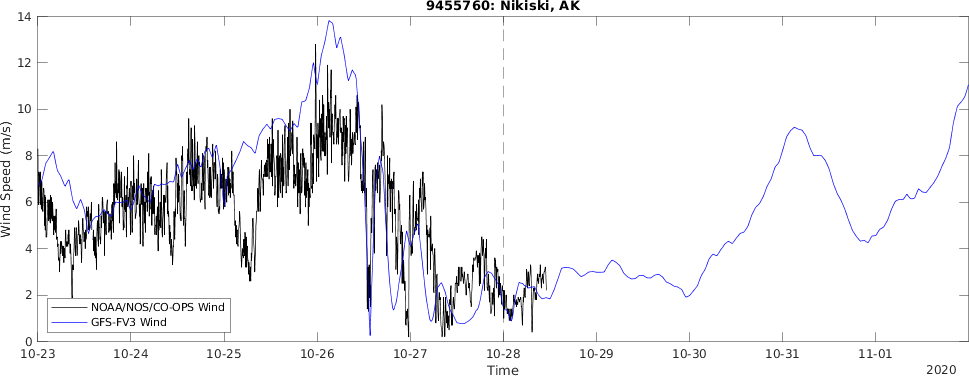 9455760: Nikiski, AK
14
12
10
8
6
4
2
0
Wind Speed (m/s)
NOAA/NOS/CO-OPS Wind
GFS-FV3 Wind
10-23 10-24 10-25 10-26 10-27 10-28 10-29 10-30 10-31 11-01
Time
2020